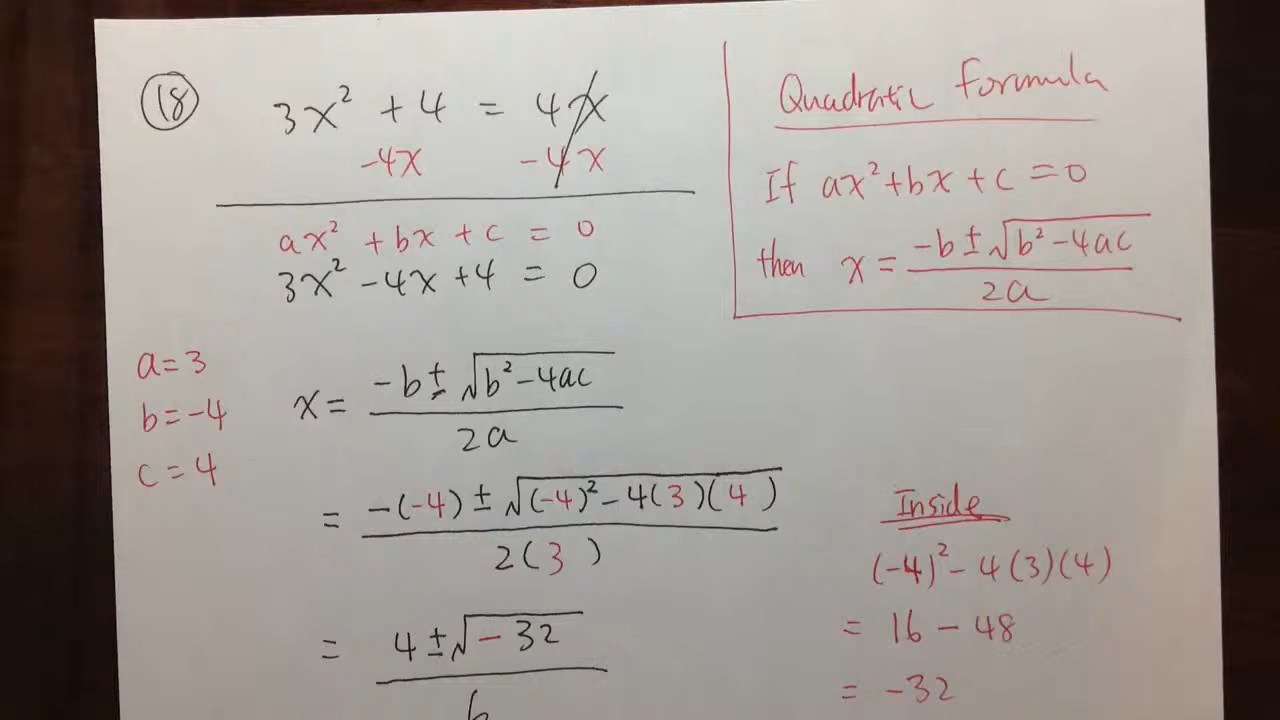 18
3x² + 4 = 4x
-4x -4x
ax² + bx + c = 0
3x² - 4x + 4 = 0
a = 3
b = -4
c = 4
x = (-b ± √(b² - 4ac)) / 2a
= (-(-4) ± √((-4)² - 4(3)(4))) / 2(3)
= (4 ± √(-32)) / 6
Quadratic Formula
If ax² + bx + c = 0
then x = (-b ± √(b² - 4ac)) / 2a
Inside
(-4)² - 4(3)(4)
= 16 - 48
= -32